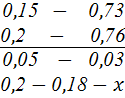 0,15 – 0,73
0,2 – 0,76
0,05 – 0,03
0,2 – 0,18 – x